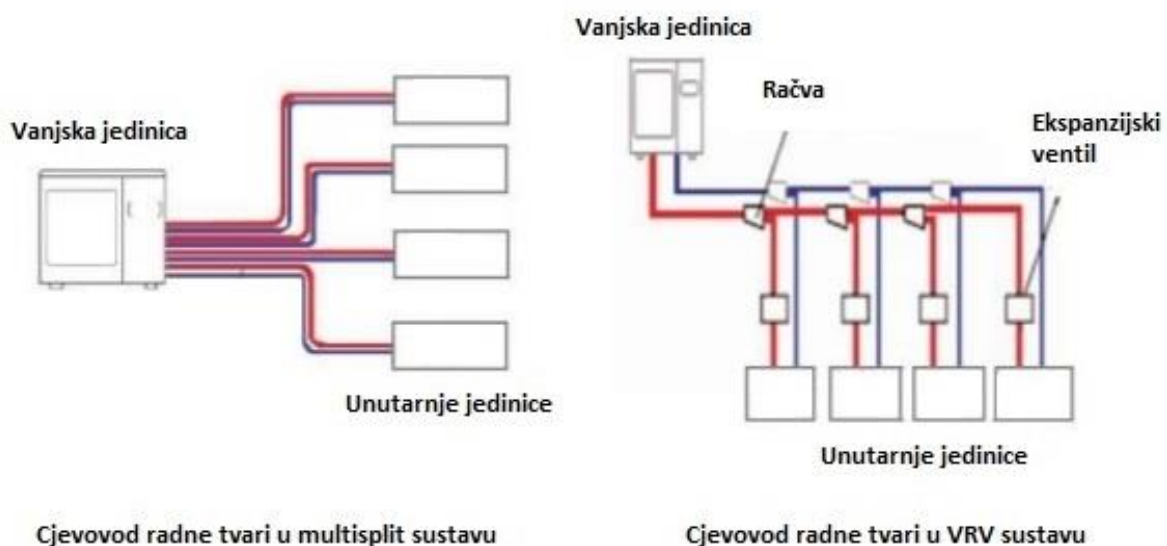 Vanjska jedinica
Unutarnje jedinice
Cjevovod radne tvari u multisplit sustavu
Vanjska jedinica
Račva
Ekspanzijski
ventil
Unutarnje jedinice
Cjevovod radne tvari u VRV sustavu